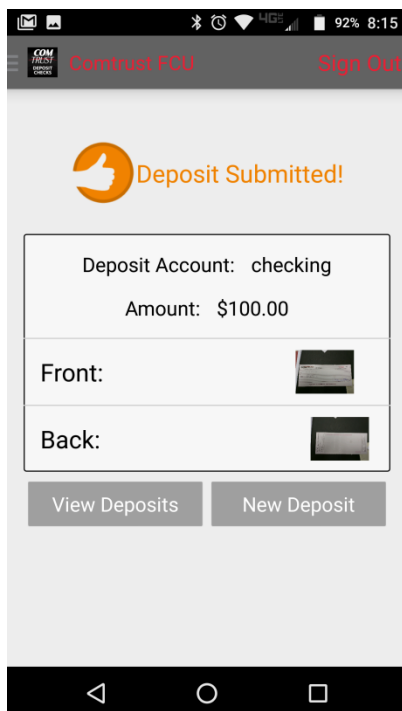 4G 92% 8:15
COM
TRUST
DEPOSIT
CHECKS
Comtrust FCU Sign Out
Deposit Submitted!
Deposit Account: checking
Amount: $100.00
Front:
Back:
View Deposits New Deposit